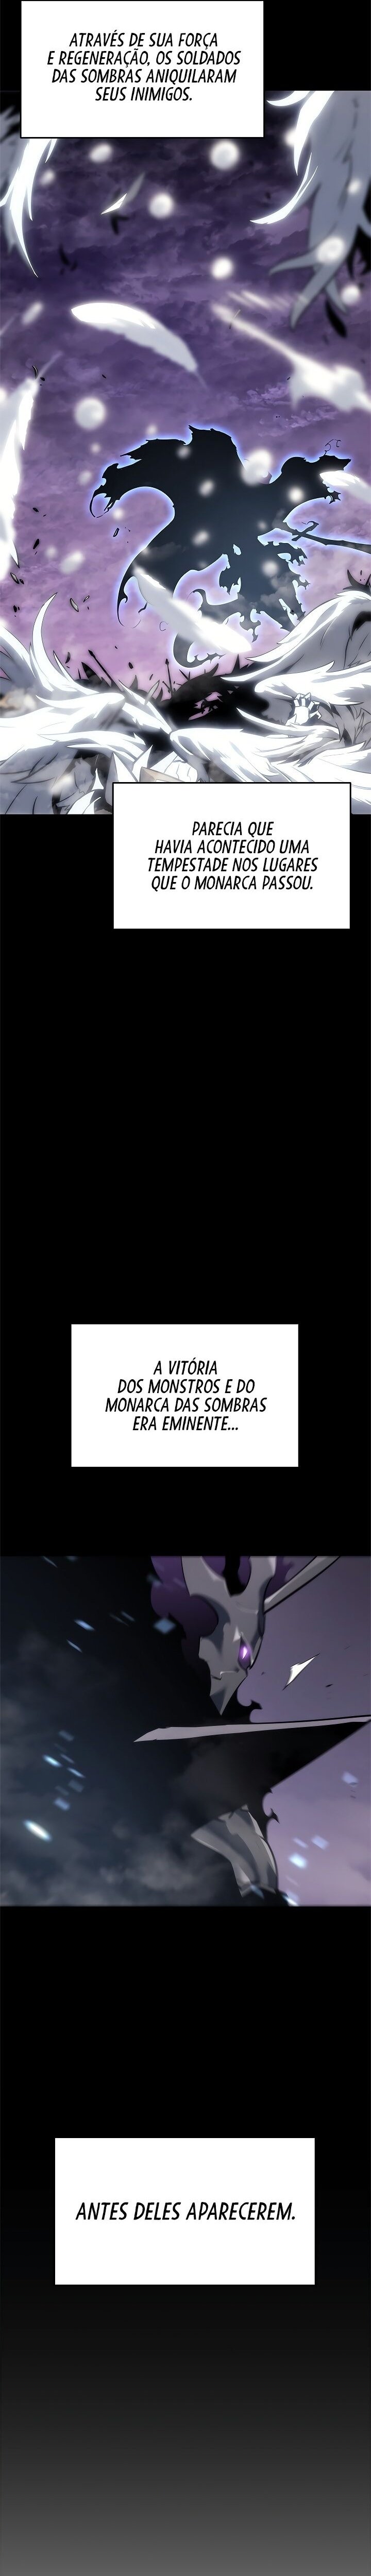 ATRAVÉS DE SUA FORÇA
E REGENERAÇÃO, OS SOLDADOS
DAS SOMBRAS ANIQUILARAM
SEUS INIMIGOS.
PARECIA QUE
HAVIA ACONTECIDO UMA
TEMPESTADE NOS LUGARES
QUE O MONARCA PASSOU.
A VITÓRIA
DOS MONSTROS E DO
MONARCA DAS SOMBRAS
ERA EMINENTE...
ANTES DELES APARECEREM.